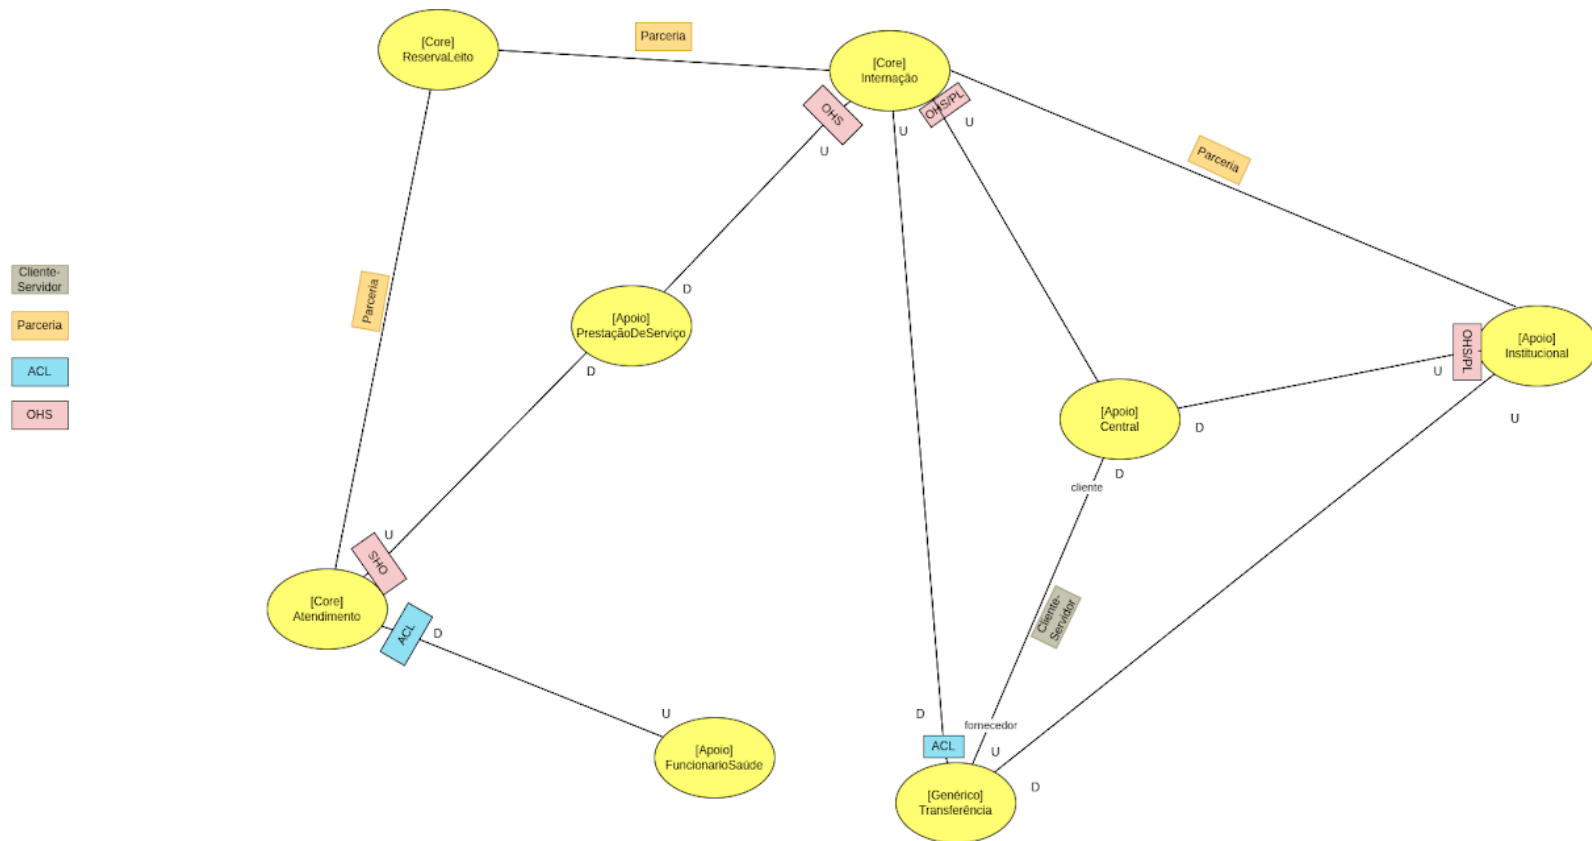 [Core]
ReservaLeito
Parceria
[Core]
Internação
OHS
U
U
OHS/PL
U
Parceria
Parceria
Cliente-
Servidor
Parceria
ACL
OHS
D
[Apoio]
PrestaçãoDeServiço
D
[Apoio]
Institucional
OHS/PL
U
U
[Apoio]
Central
D
D
cliente
Cliente-
Servidor
U
OHS
[Core]
Atendimento
ACL
D
U
[Apoio]
FuncionarioSaúde
D
fornecedor
ACL
U
D
[Genérico]
Transferência